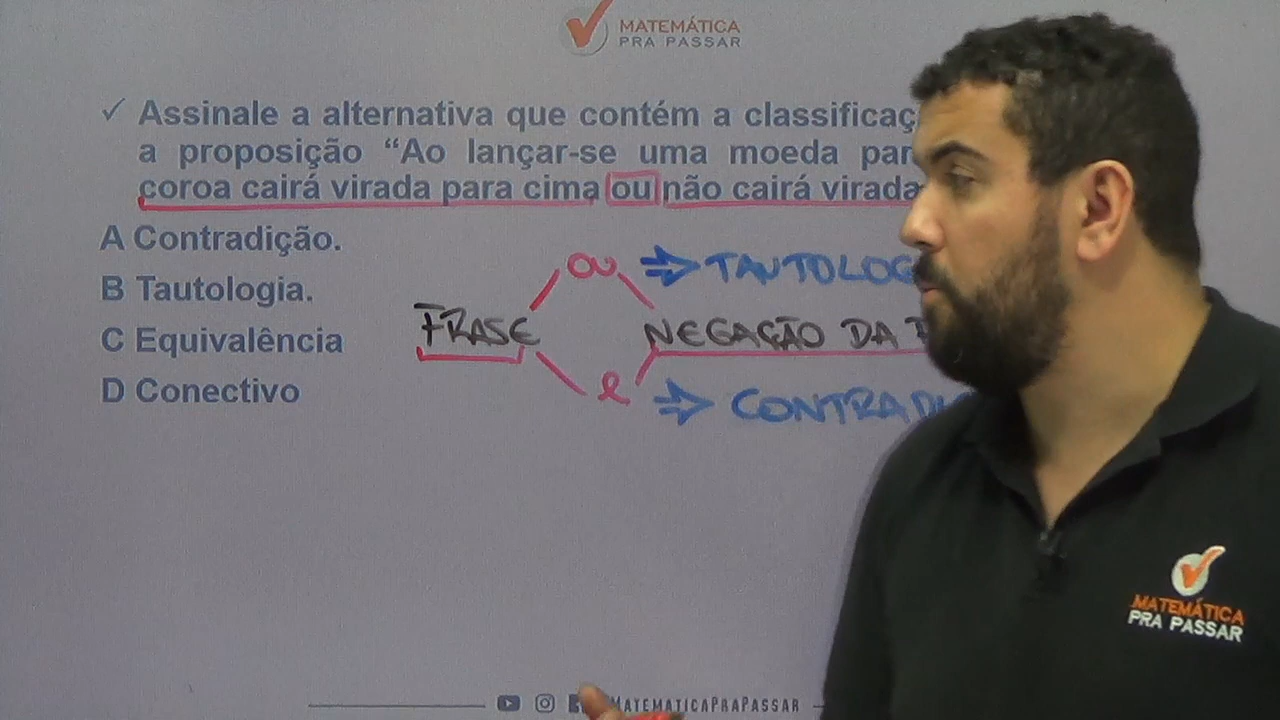 MATEMÁTICA
PRA PASSAR
✓ Assinale a alternativa que contém a classificaç
a proposição “Ao lançar-se uma moeda par
coroa cairá virada para cima ou não cairá virada
A Contradição.
B Tautologia.
C Equivalência
D Conectivo
OU ⇒ TAUTOLOG
FRASE NEGAÇÃO DA
e ⇒ CONTRADI
MATEMÁTICA
PRA PASSAR
MATEMATICAPRAPASSAR